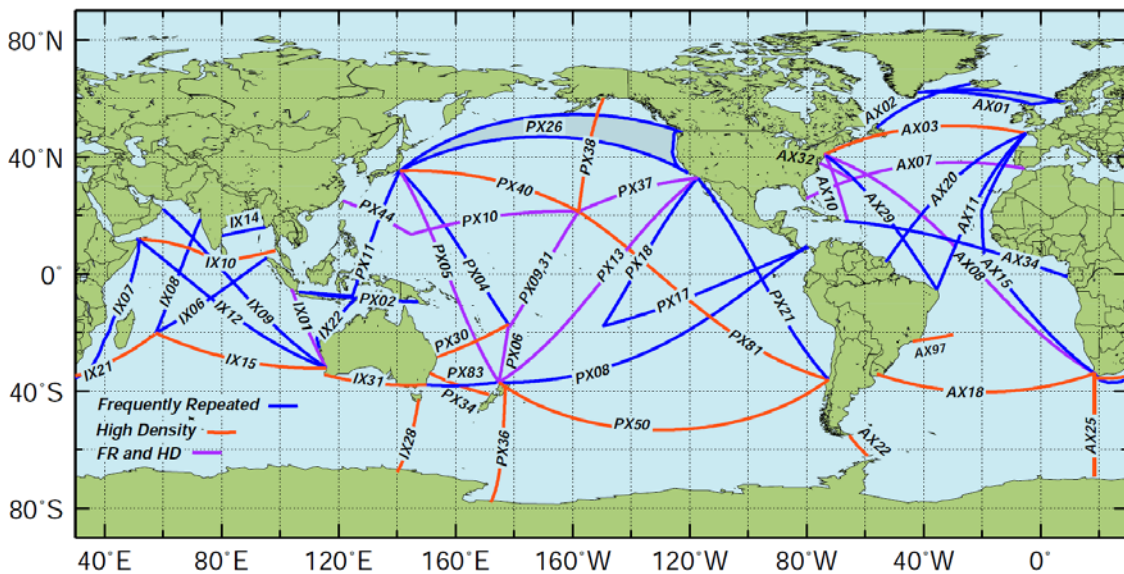 80°N
40°N
0°
40°S
80°S
AX02
AX01
PX26
AX03
PX38
AX32
AX07
PX40
PX37
AX10
AX20
PX44
PX10
AX29
AX11
IX14
PX11
IX10
PX05
PX04
PX09,31
PX13
PX18
AX08
AX15
AX34
IX07
IX08
IX06
IX09
IX12
IX01
IX22
PX02
PX17
PX21
PX30
PX06
PX81
AX97
IX21
IX15
IX31
PX83
PX08
PX34
PX50
AX18
IX28
PX36
AX22
AX25
Frequently Repeated
High Density
FR and HD
40°E
80°E
120°E
160°E
160°W
120°W
80°W
40°W
0°